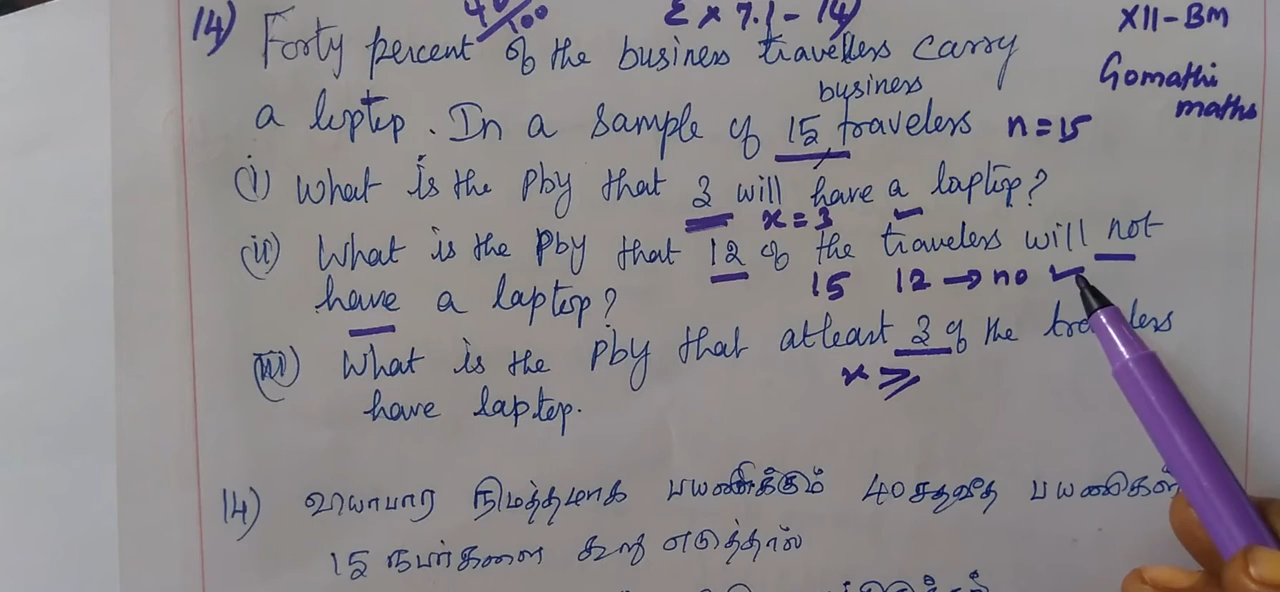 40/100 Ex 7.1 - 14)
XII-BM
14) Forty percent of the business travellers carry
Gomathi
maths
business
a laptop. In a sample of 15 travelers n = 15
(i) What is the pby that 3 will have a laptop?
x = 3
(ii) What is the pby that 12 of the travelers will not
15 12 → no ✓
have a laptop?
(iii) What is the pby that atleast 3 of the travelers
x ≥
have laptop.
14) வியாபார நிமித்தமாக பயணிக்கும் 40 சதவீத பயணிகள்
15 நபர்களை கூறு எடுத்தால்